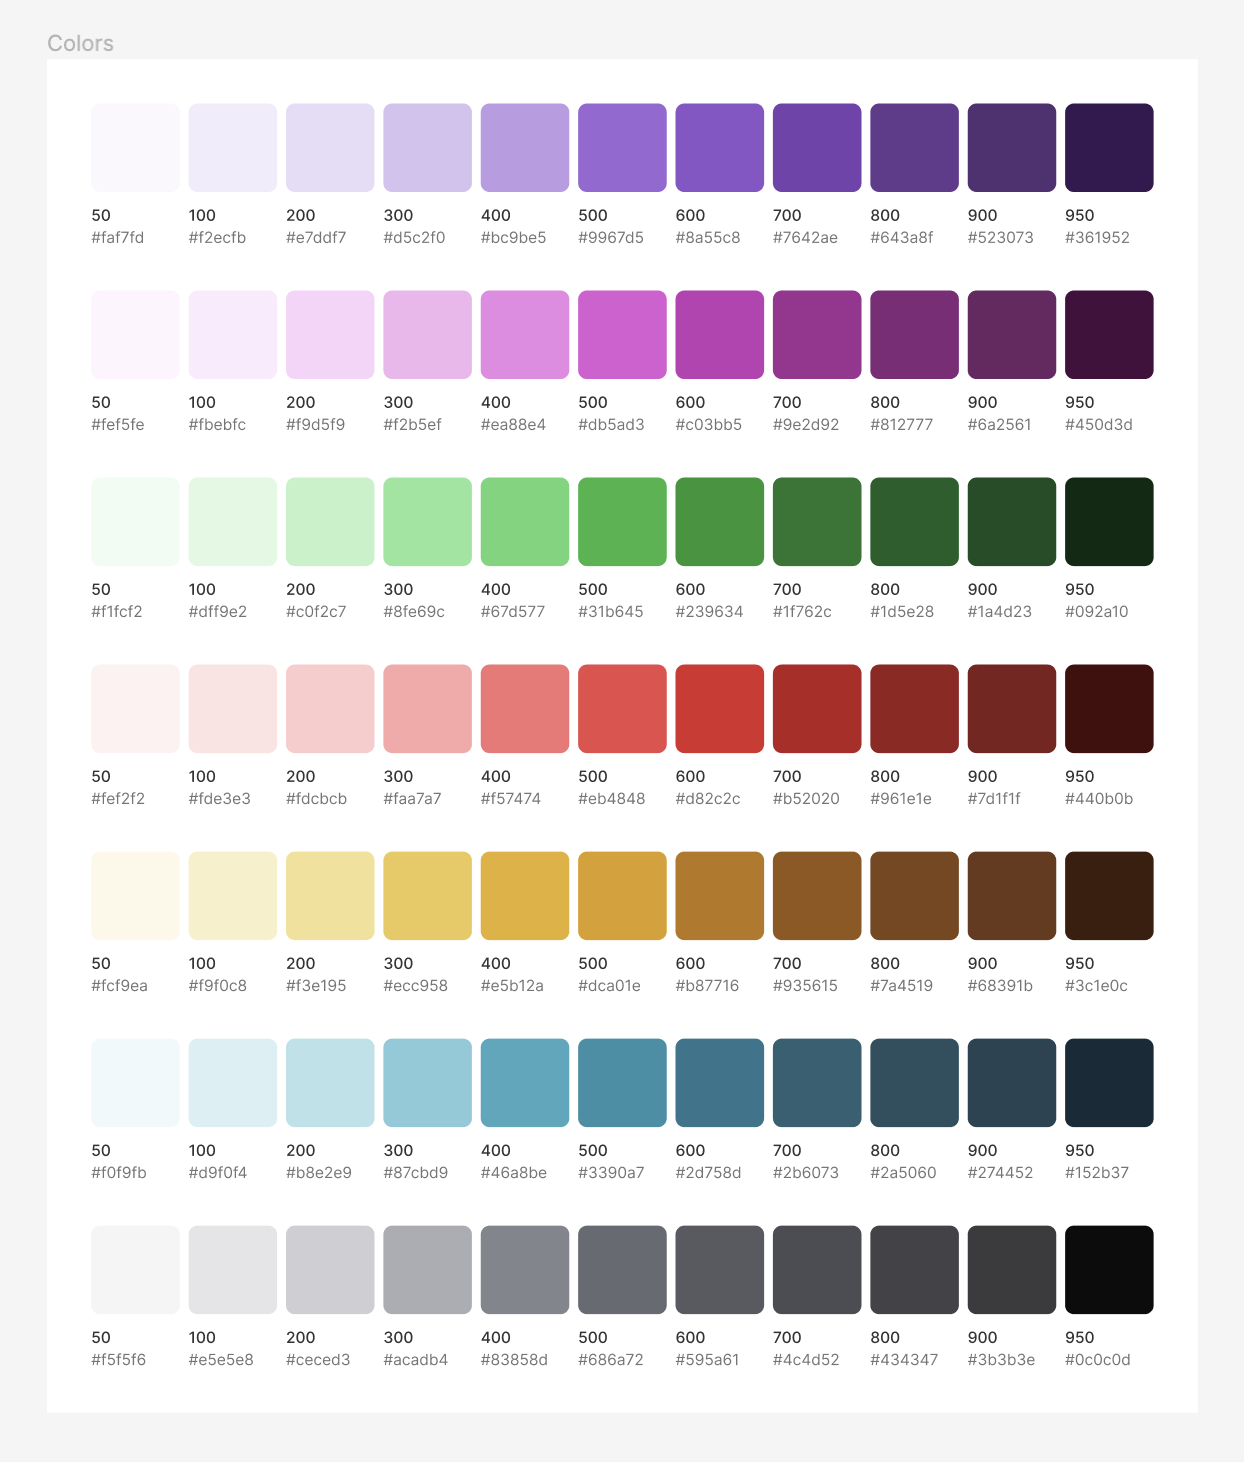 Colors
50 100 200 300 400 500 600 700 800 900 950
#faf7fd #f2ecfb #e7ddf7 #d5c2f0 #bc9be5 #9967d5 #8a55c8 #7642ae #643a8f #523073 #361952
50 100 200 300 400 500 600 700 800 900 950
#fef5fe #fbebfc #f9d5f9 #f2b5ef #ea88e4 #db5ad3 #c03bb5 #9e2d92 #812777 #6a2561 #450d3d
50 100 200 300 400 500 600 700 800 900 950
#f1fcf2 #dff9e2 #c0f2c7 #8fe69c #67d577 #31b645 #239634 #1f762c #1d5e28 #1a4d23 #092a10
50 100 200 300 400 500 600 700 800 900 950
#fef2f2 #fde3e3 #fdcbcb #faa7a7 #f57474 #eb4848 #d82c2c #b52020 #961e1e #7d1f1f #440b0b
50 100 200 300 400 500 600 700 800 900 950
#fcf9ea #f9f0c8 #f3e195 #ecc958 #e5b12a #dca01e #b87716 #935615 #7a4519 #68391b #3c1e0c
50 100 200 300 400 500 600 700 800 900 950
#f0f9fb #d9f0f4 #b8e2e9 #87cbd9 #46a8be #3390a7 #2d758d #2b6073 #2a5060 #274452 #152b37
50 100 200 300 400 500 600 700 800 900 950
#f5f5f6 #e5e5e8 #ceced3 #acadb4 #83858d #686a72 #595a61 #4c4d52 #434347 #3b3b3e #0c0c0d